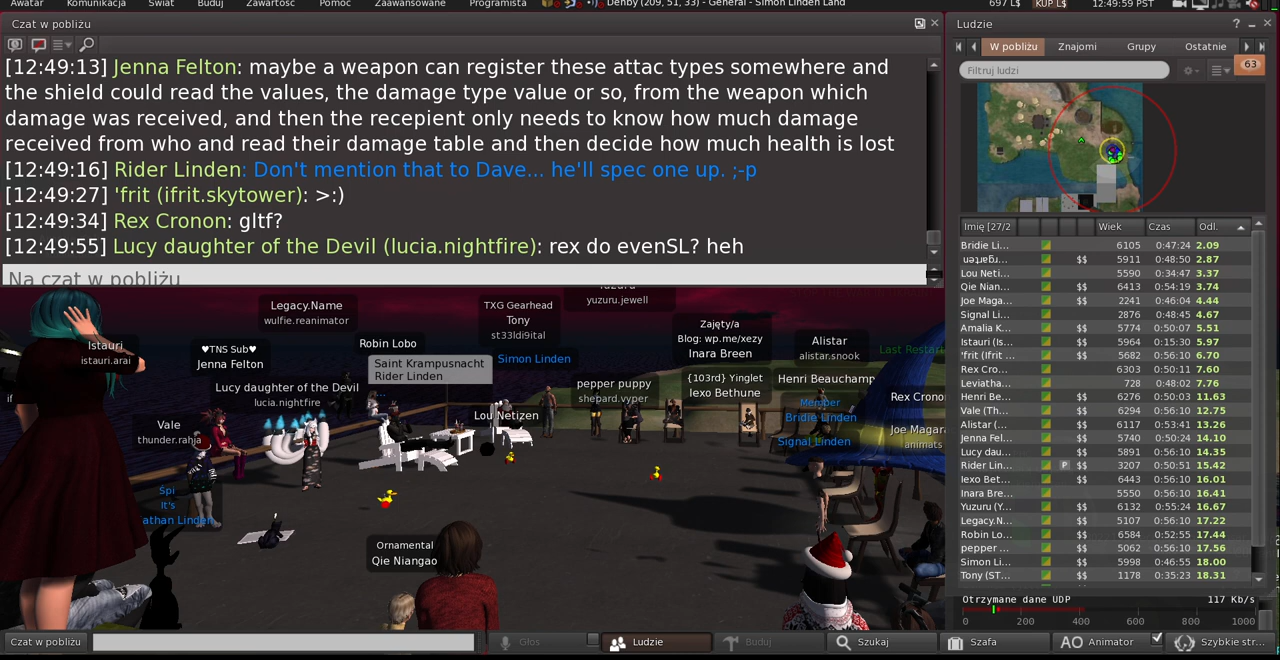 Awatar Komunikacja Świat Buduj Zawartość Pomoc Zaawansowane Programista Denby (209, 51, 33) - General - Simon Linden Land 697 L$ KUP L$ 12:49:59 PST
Czat w pobliżu
[12:49:13] Jenna Felton: maybe a weapon can register these attac types somewhere and
the shield could read the values, the damage type value or so, from the weapon which
damage was received, and then the recepient only needs to know how much damage
received from who and read their damage table and then decide how much health is lost
[12:49:16] Rider Linden: Don't mention that to Dave... he'll spec one up. ;-p
[12:49:27] 'frit (ifrit.skytower): >:)
[12:49:34] Rex Cronon: gltf?
[12:49:55] Lucy daughter of the Devil (lucia.nightfire): rex do evenSL? heh
Na czat w pobliżu
Yuzuru
yuzuru.jewell
Legacy.Name
wulfie.reanimator
TXG Gearhead
Tony
st33ldi9ital
Istauri
istauri.arai
♥TNS Sub♥
Jenna Felton
Robin Lobo
Saint Krampusnacht
Rider Linden
Simon Linden
Zajęty/a
Blog: wp.me/xezy
Inara Breen
Alistar
alistar.snook
Last Restart
Lucy daughter of the Devil
lucia.nightfire
pepper puppy
shepard.vyper
{103rd} Yinglet
Iexo Bethune
Henri Beauchamp
Member
Bridie Linden
Rex Crono
Lou Netizen
Vale
thunder.rahja
Signal Linden
Joe Magar
animats
Śpi
It's
athan Linden
Ornamental
Qie Niangao
Ludzie
? _ ×
W pobliżu Znajomi Grupy Ostatnie
Filtruj ludzi
63
Imię [27/2 Wiek Czas Odl.
Bridie Li... 6105 0:47:24 2.09
uaʇɹɐƃu... $$ 5911 0:48:50 2.87
Lou Neti... 5590 0:34:47 3.37
Qie Nian... $$ 6413 0:54:19 3.74
Joe Maga... $$ 2241 0:46:04 4.44
Signal Li... 2876 0:48:45 4.67
Amalia K... $$ 5774 0:50:07 5.51
Istauri (Is... $$ 5964 0:15:30 5.97
'frit (Ifrit ... $$ 5682 0:56:10 6.70
Rex Cro... 6303 0:50:11 7.60
Leviatha... 728 0:48:02 7.76
Henri Be... $$ 6276 0:50:03 11.63
Vale (Th... $$ 6294 0:56:10 12.75
Alistar (... $$ 6117 0:53:41 13.26
Jenna Fel... $$ 5740 0:50:24 14.10
Lucy dau... $$ 5891 0:56:10 14.35
Rider Lin... P $$ 3207 0:50:51 15.42
Iexo Bet... $$ 6443 0:56:10 16.01
Inara Bre... 5550 0:56:10 16.41
Yuzuru (Y... $$ 6132 0:55:24 16.67
Legacy.N... $$ 5107 0:56:10 17.22
Robin Lo... $$ 6584 0:52:55 17.44
pepper ... $$ 5062 0:56:10 17.56
Simon Li... $$ 5998 0:46:55 18.00
Tony (ST... $$ 1178 0:35:23 18.31
Otrzymane dane UDP 117 Kb/s
0 200 400 600 800 1000
Czat w pobliżu Głos Ludzie Buduj Szukaj Szafa AO Animator Szybkie str...